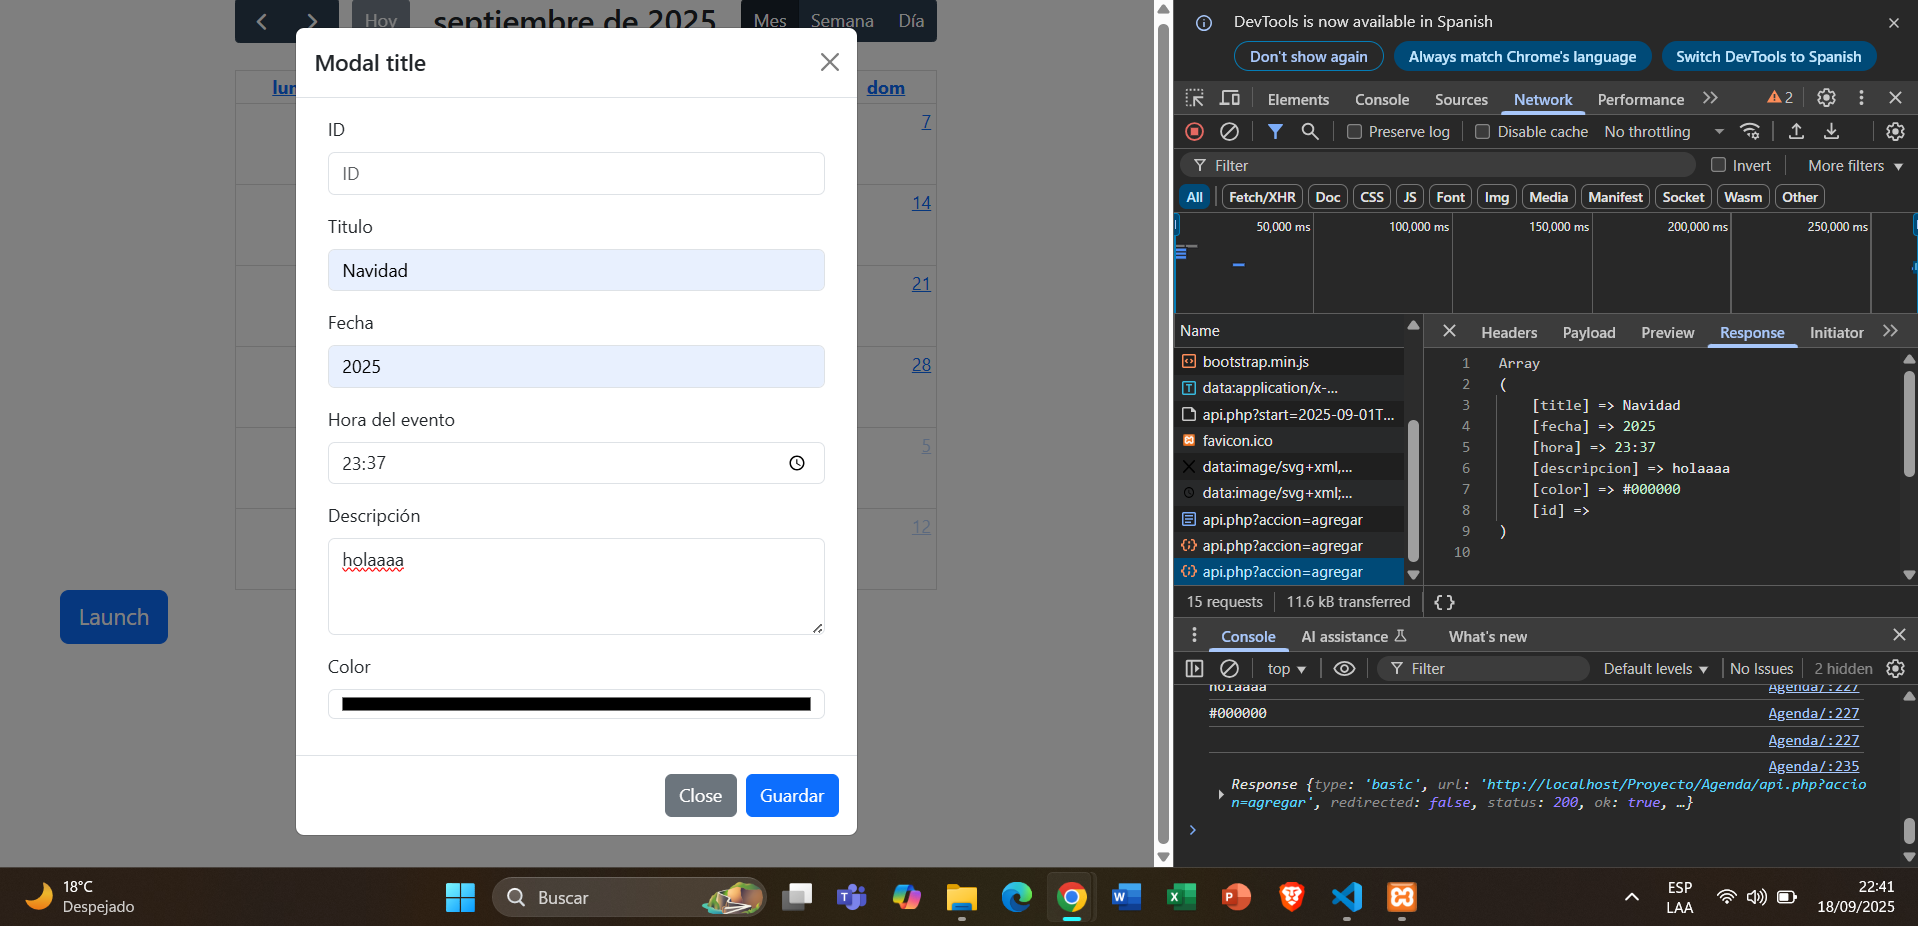 Hoy
septiembre de 2025
Mes Semana Día
lun
dom
7
14
21
28
5
12
Launch
Modal title
ID
ID
Titulo
Navidad
Fecha
2025
Hora del evento
23:37
Descripción
holaaaa
Color
Close Guardar
DevTools is now available in Spanish
Don't show again Always match Chrome's language Switch DevTools to Spanish
Elements Console Sources Network Performance 2
Preserve log Disable cache No throttling
Filter Invert More filters
All Fetch/XHR Doc CSS JS Font Img Media Manifest Socket Wasm Other
50,000 ms 100,000 ms 150,000 ms 200,000 ms 250,000 ms
Name
bootstrap.min.js
data:application/x-...
api.php?start=2025-09-01T...
favicon.ico
data:image/svg+xml,...
data:image/svg+xml;...
api.php?accion=agregar
api.php?accion=agregar
api.php?accion=agregar
15 requests 11.6 kB transferred {}
Headers Payload Preview Response Initiator
1 Array
2 (
3 [title] => Navidad
4 [fecha] => 2025
5 [hora] => 23:37
6 [descripcion] => holaaaa
7 [color] => #000000
8 [id] =>
9 )
10
Console AI assistance What's new
top Filter Default levels No Issues 2 hidden
holaaaa Agenda/:227
#000000 Agenda/:227
Agenda/:227
Agenda/:235
Response {type: 'basic', url: 'http://localhost/Proyecto/Agenda/api.php?accio
n=agregar', redirected: false, status: 200, ok: true, …}
18°C
Despejado
Buscar
ESP
LAA
22:41
18/09/2025